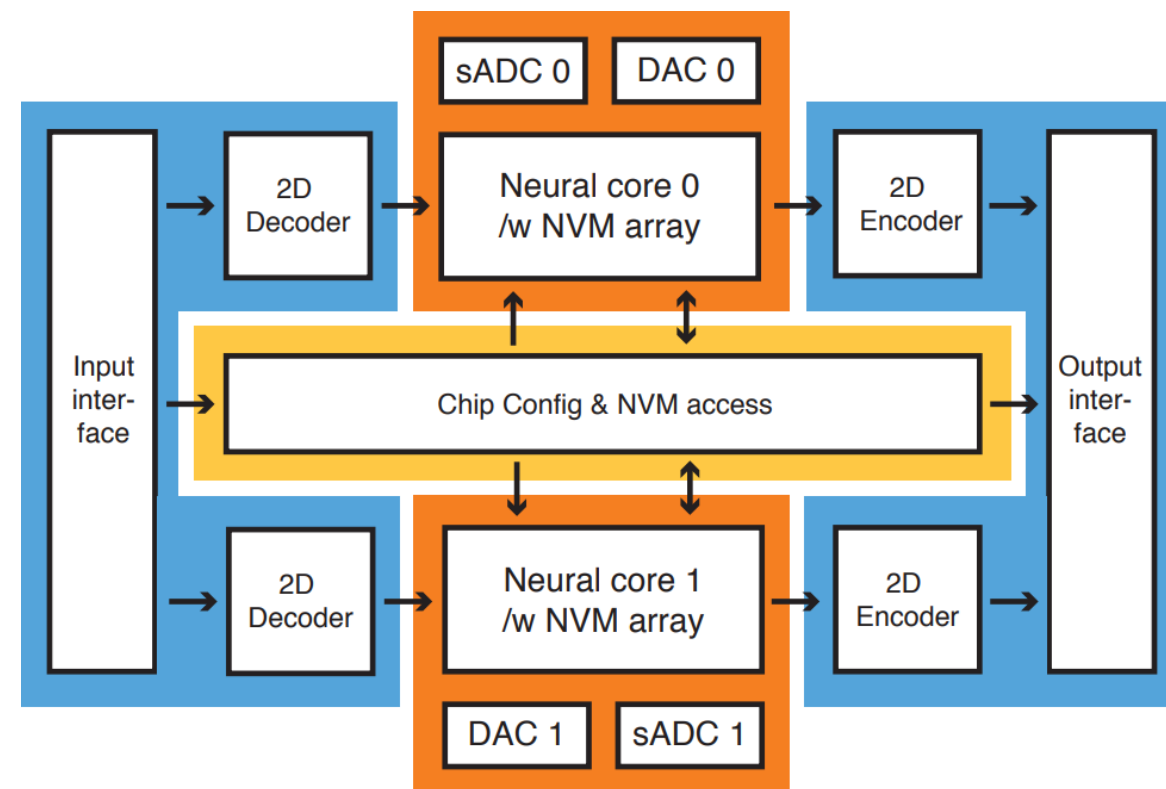 sADC 0
DAC 0
2D
Decoder
Neural core 0
/w NVM array
2D
Encoder
Input
inter-
face
Chip Config & NVM access
Output
inter-
face
2D
Decoder
Neural core 1
/w NVM array
2D
Encoder
DAC 1
sADC 1